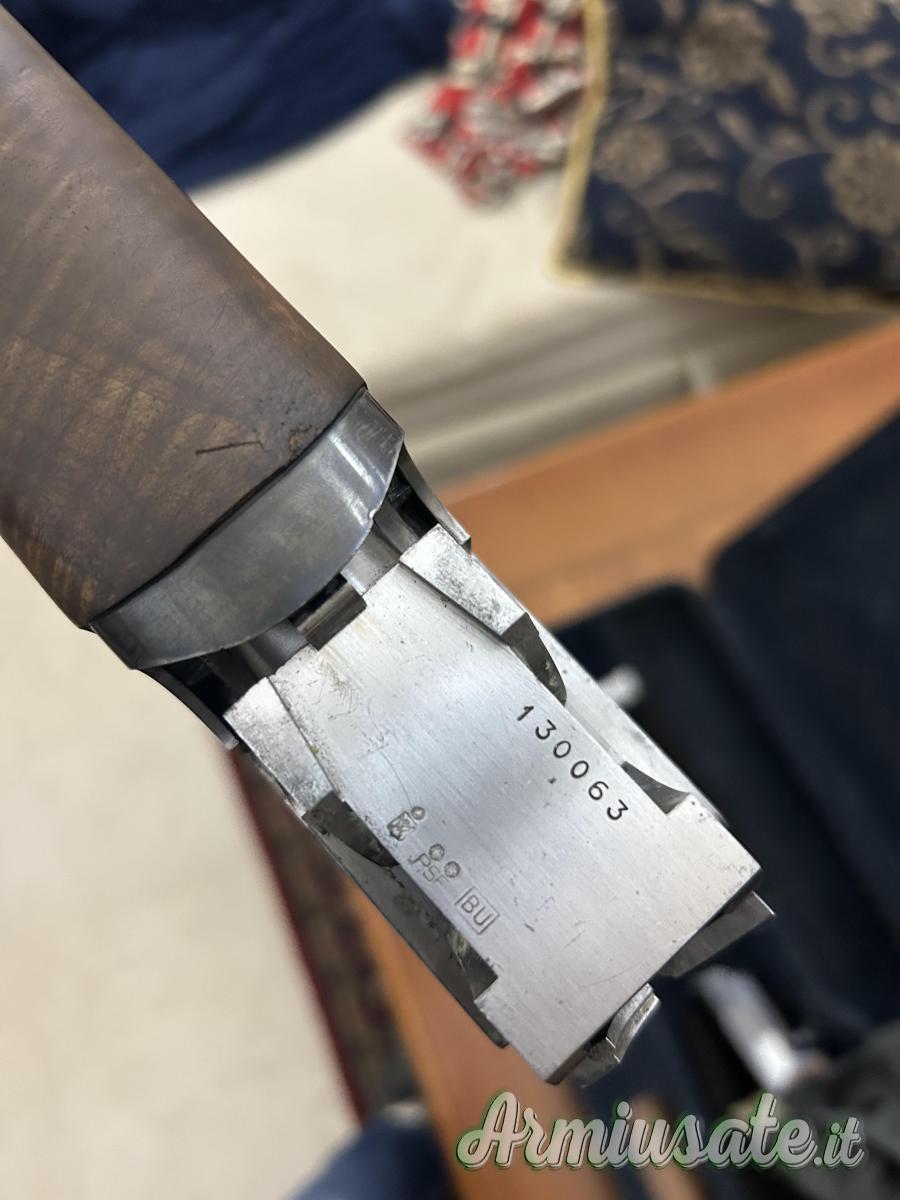 130063
PSF
BU
Armiusate.it